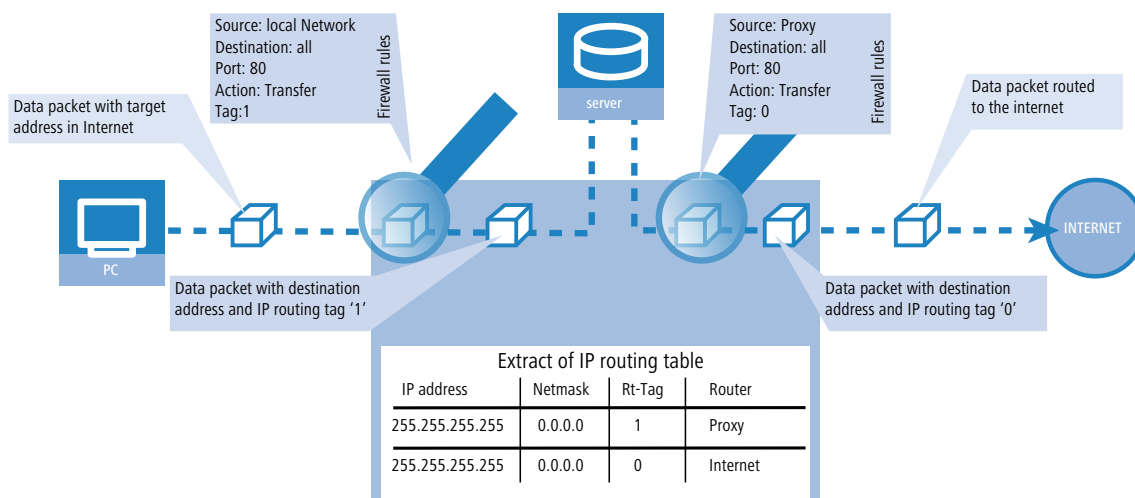 Source: local Network
Destination: all
Port: 80
Action: Transfer
Tag:1
Firewall rules
server
Source: Proxy
Destination: all
Port: 80
Action: Transfer
Tag: 0
Firewall rules
Data packet with target
address in Internet
Data packet routed
to the internet
PC
INTERNET
Data packet with destination
address and IP routing tag ‘1’
Data packet with destination
address and IP routing tag ‘0’
Extract of IP routing table
IP address Netmask Rt-Tag Router
255.255.255.255 0.0.0.0 1 Proxy
255.255.255.255 0.0.0.0 0 Internet